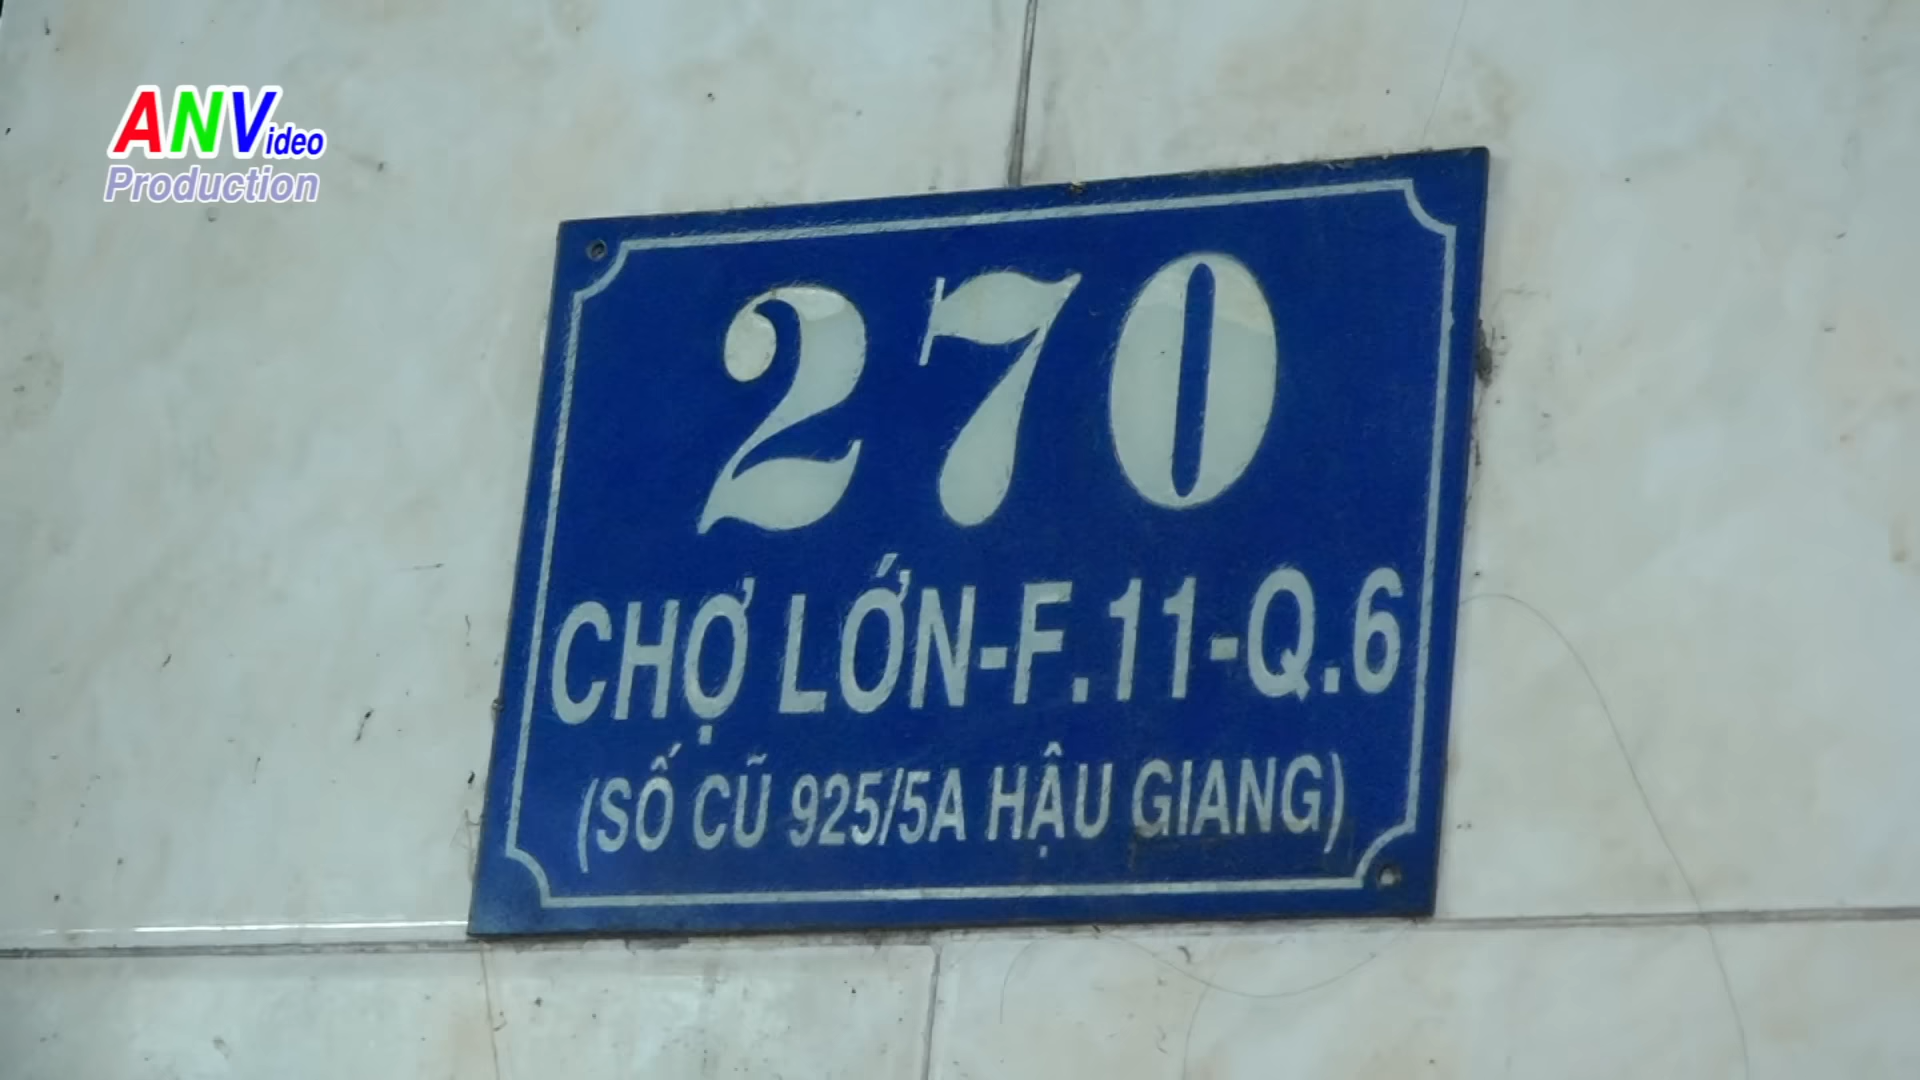 ANVideo
Production
270
CHỢ LỚN-F.11-Q.6
(SỐ CŨ 925/5A HẬU GIANG)